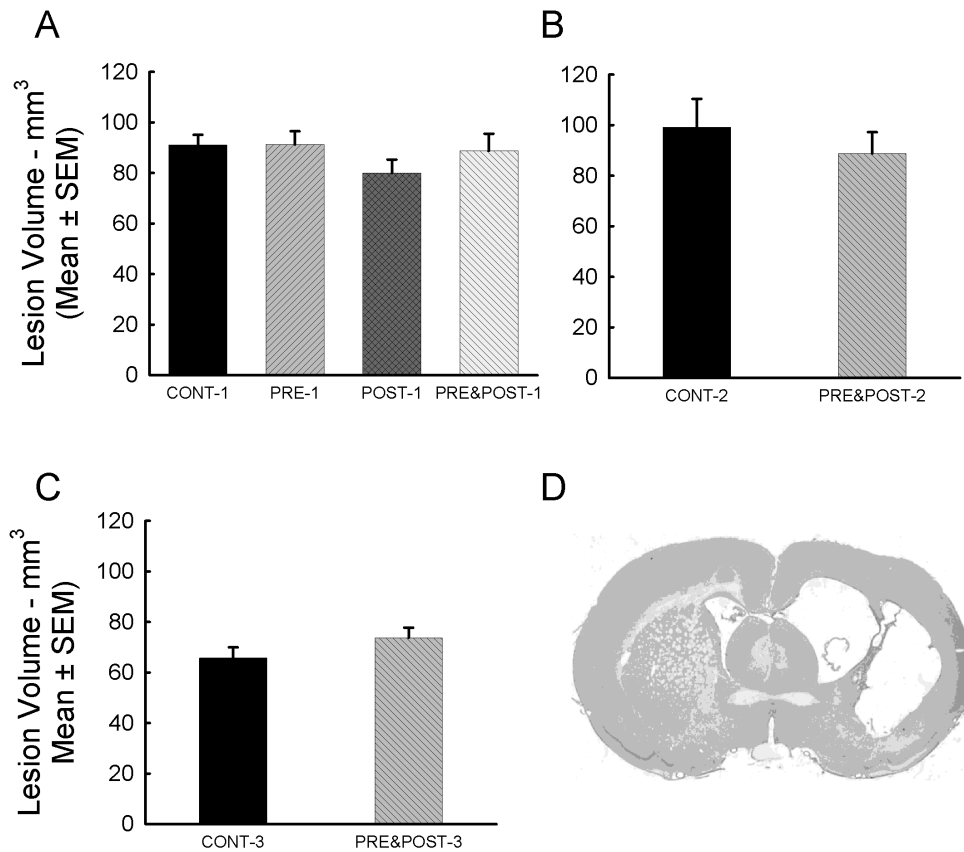 A
Lesion Volume - mm³
(Mean ± SEM)
120
100
80
60
40
20
0
CONT-1 PRE-1 POST-1 PRE&POST-1
B
120
100
80
60
40
20
0
CONT-2 PRE&POST-2
C
Lesion Volume - mm³
Mean ± SEM)
120
100
80
60
40
20
0
CONT-3 PRE&POST-3
D